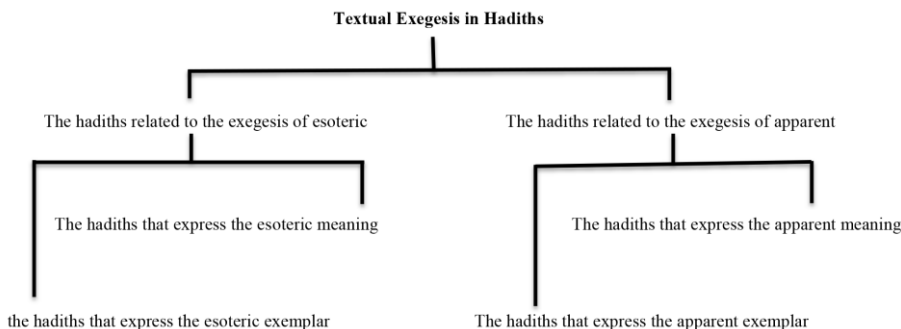 Textual Exegesis in Hadiths
The hadiths related to the exegesis of esoteric
The hadiths related to the exegesis of apparent
The hadiths that express the esoteric meaning
The hadiths that express the apparent meaning
the hadiths that express the esoteric exemplar
The hadiths that express the apparent exemplar